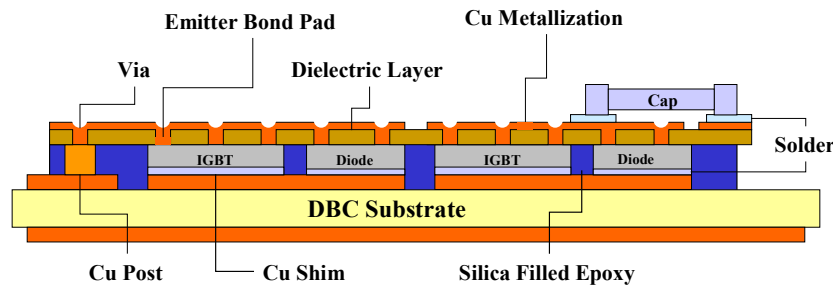 Emitter Bond Pad
Cu Metallization
Via
Dielectric Layer
Cap
Solder
IGBT
Diode
IGBT
Diode
DBC Substrate
Cu Post
Cu Shim
Silica Filled Epoxy